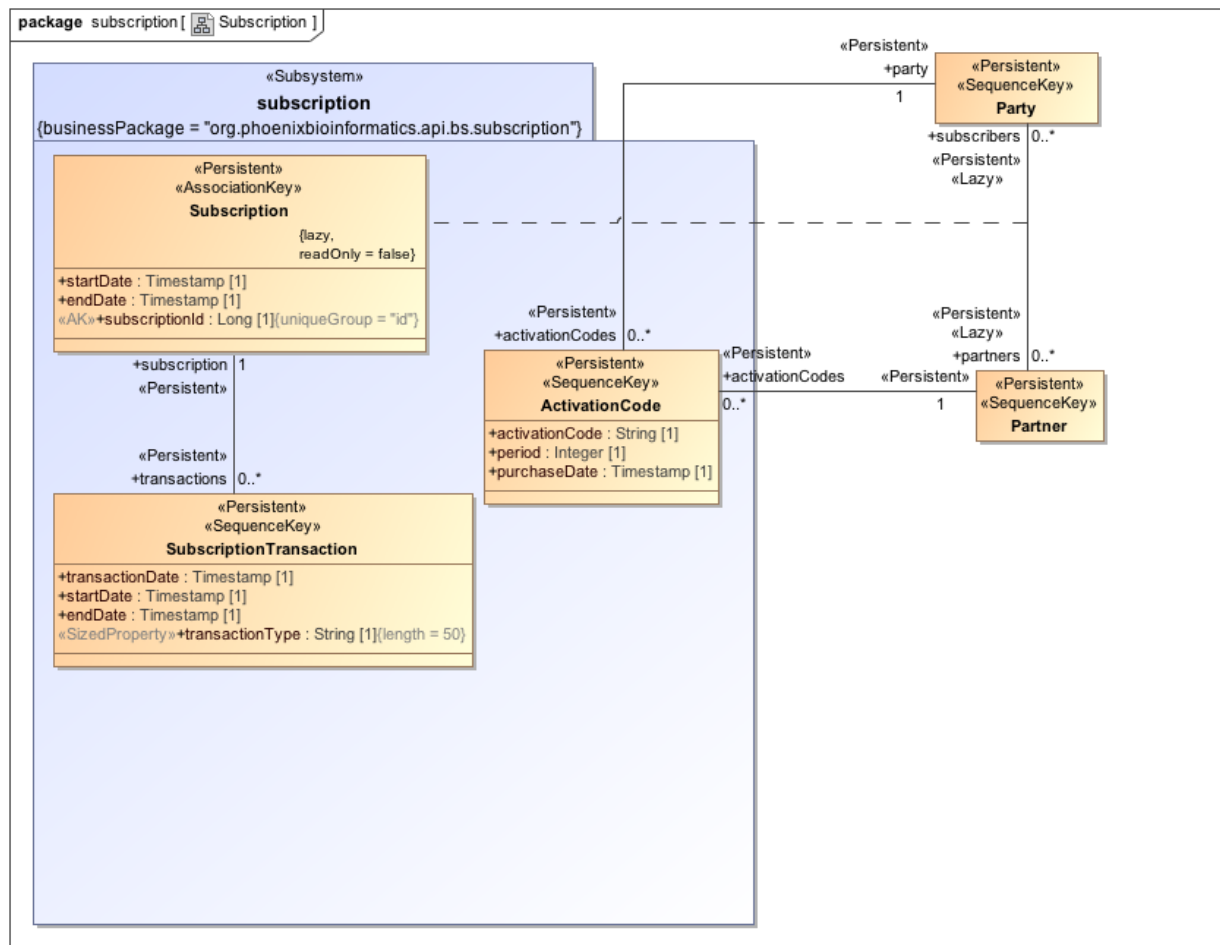 package subscription [ Subscription ]
«Subsystem»
subscription
{businessPackage = "org.phoenixbioinformatics.api.bs.subscription"}
«Persistent»
«AssociationKey»
Subscription
{lazy,
readOnly = false}
+startDate : Timestamp [1]
+endDate : Timestamp [1]
«AK»+subscriptionId : Long [1]{uniqueGroup = "id"}
+subscription 1
«Persistent»
«Persistent»
+transactions 0..*
«Persistent»
«SequenceKey»
SubscriptionTransaction
+transactionDate : Timestamp [1]
+startDate : Timestamp [1]
+endDate : Timestamp [1]
«SizedProperty»+transactionType : String [1]{length = 50}
«Persistent»
+party
1
«Persistent»
«SequenceKey»
Party
+subscribers 0..*
«Persistent»
«Lazy»
«Persistent»
+activationCodes 0..*
«Persistent»
«SequenceKey»
ActivationCode
+activationCode : String [1]
+period : Integer [1]
+purchaseDate : Timestamp [1]
«Persistent»
+activationCodes
0..*
«Persistent»
1
«Persistent»
«Lazy»
+partners 0..*
«Persistent»
«SequenceKey»
Partner